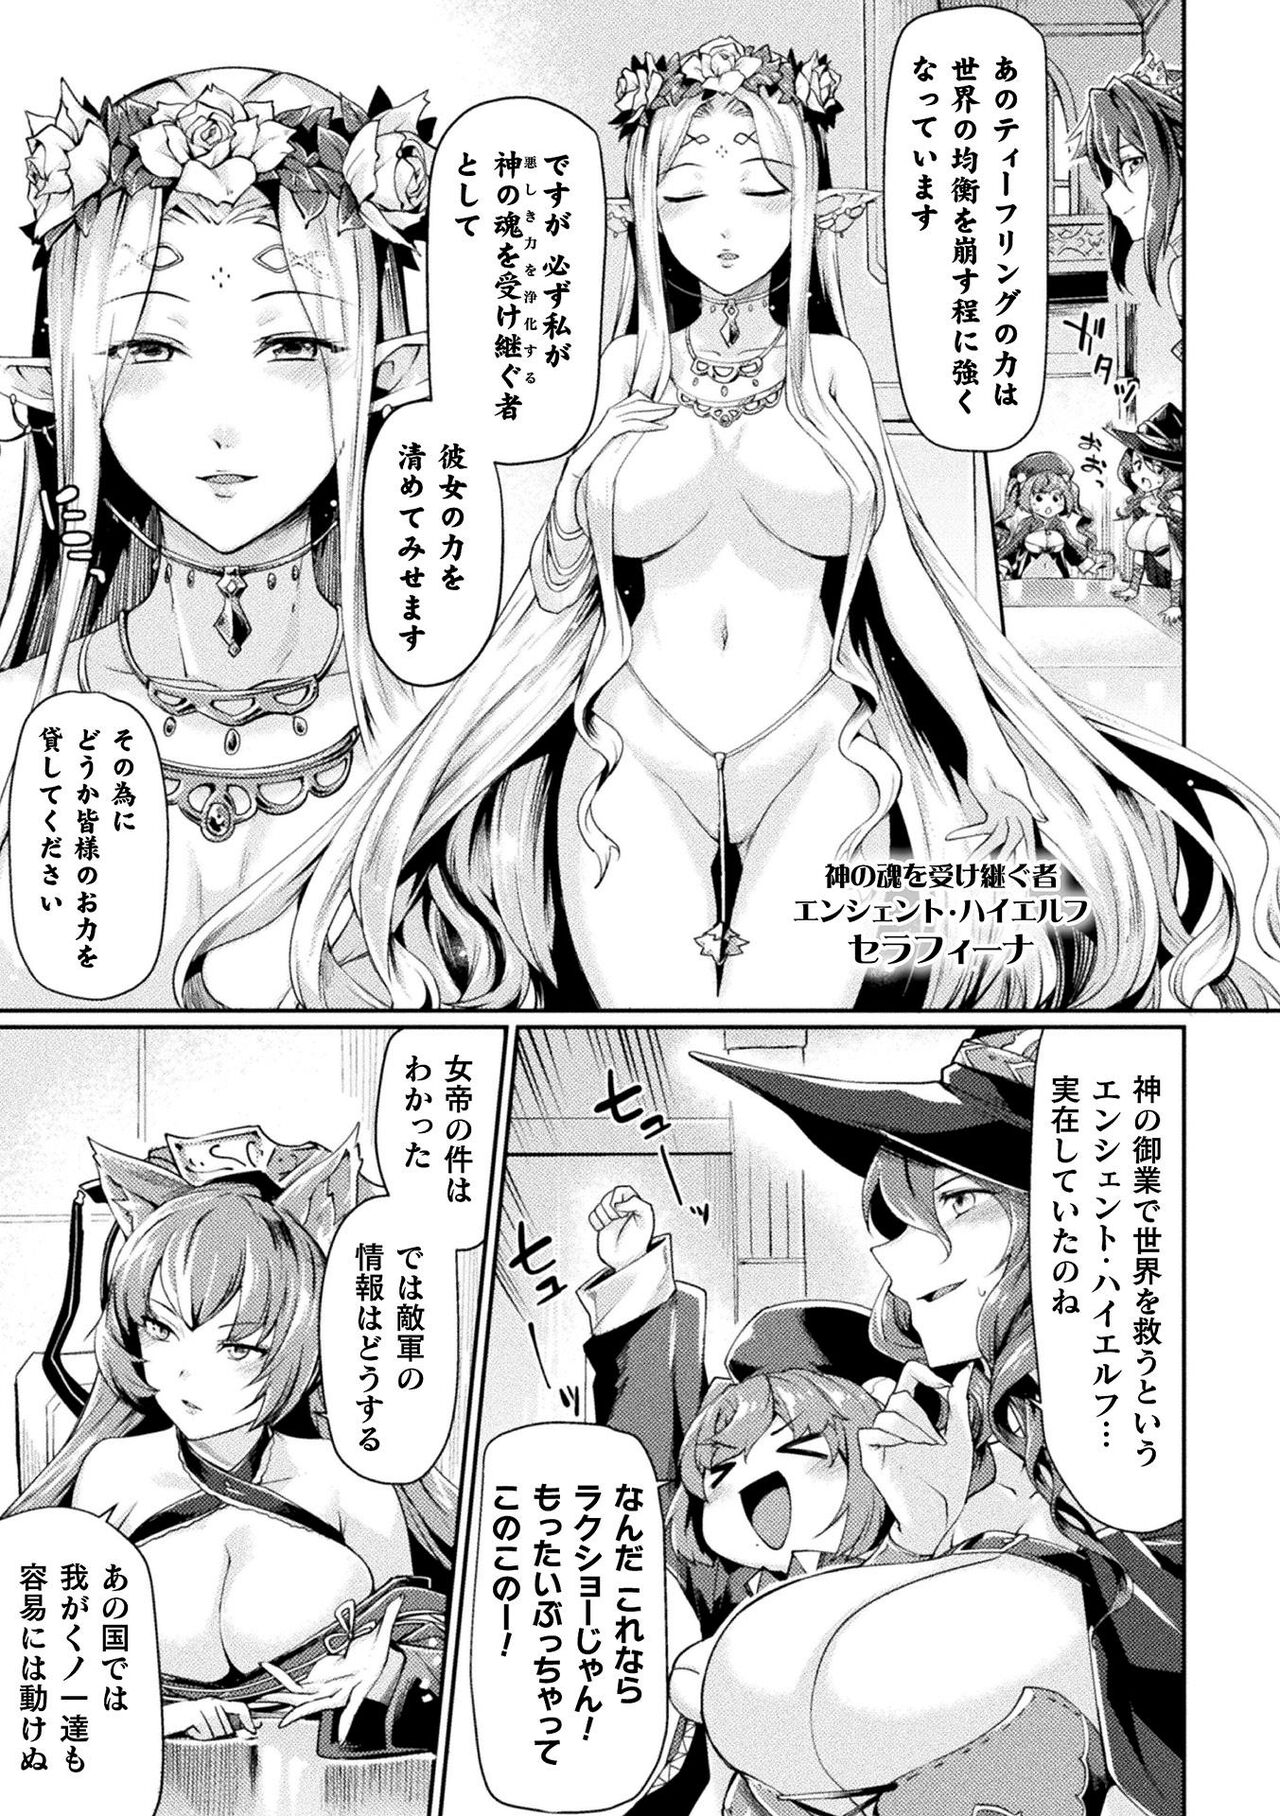 あのティーフリングの力は
世界の均衡を崩す程に強く
なっています
ガタッ
おおっ
ですが 必ず私が
神の魂を受け継ぐ者
悪しき力を浄化する
として
彼女の力を
清めてみせます
その為に
どうか皆様のお力を
貸してください
神の魂を受け継ぐ者
エンシェント・ハイエルフ
セラフィーナ
神の御業で世界を救うという
エンシェント・ハイエルフ…
実在していたのね
ヒュッ
ヒュッ
なんだ これなら
ラクショーじゃん!
もったいぶっちゃって
このこのー!
女帝の件は
わかった
では敵軍の
情報はどうする
あの国では
我がくノ一達も
容易には動けぬ